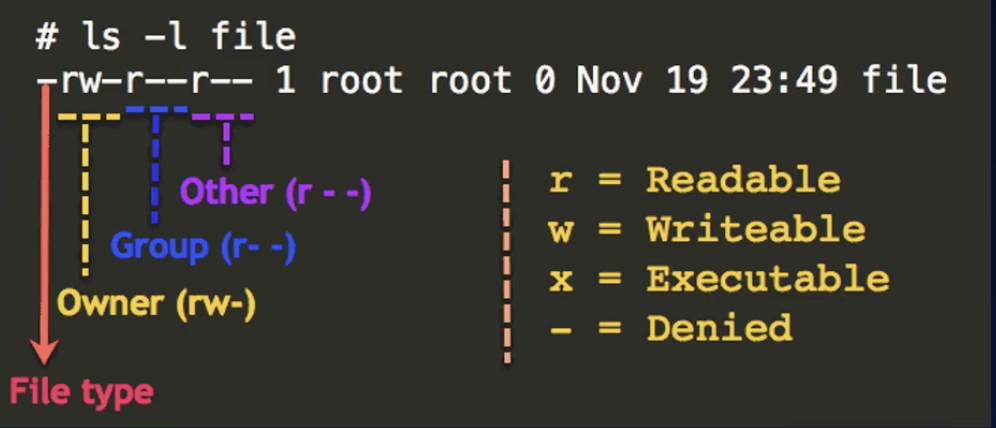 # ls -l file
-rw-r--r-- 1 root root 0 Nov 19 23:49 file
Other (r - -)
Group (r- -)
Owner (rw-)
File type
r = Readable
w = Writeable
x = Executable
- = Denied